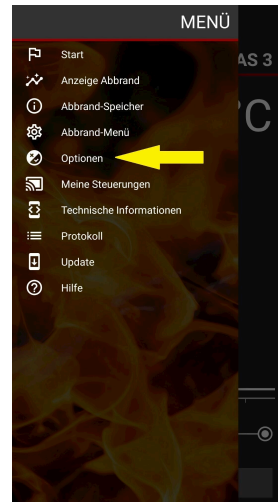 MENÜ
Start
AS 3
Anzeige Abbrand
Abbrand-Speicher
°C
Abbrand-Menü
Optionen
Meine Steuerungen
Technische Informationen
Protokoll
Update
Hilfe